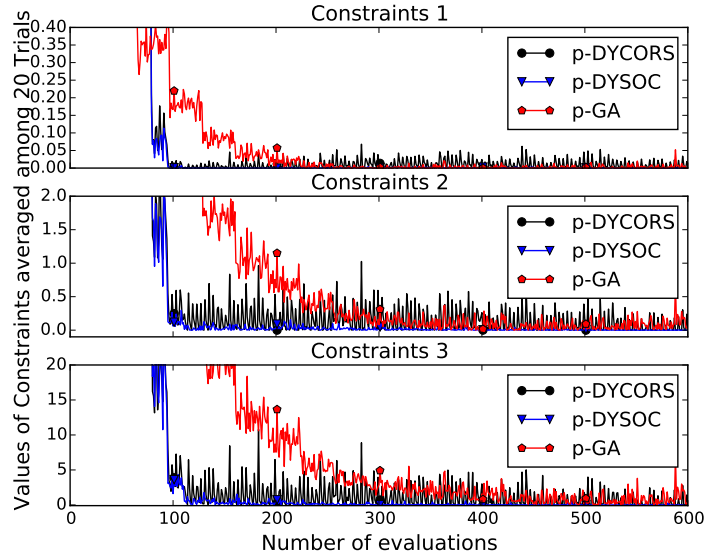 Constraints 1
0.40
0.35
0.30
0.25
0.20
0.15
0.10
0.05
0.00
p-DYCORS
p-DYSOC
p-GA
Constraints 2
2.0
1.5
1.0
0.5
0.0
p-DYCORS
p-DYSOC
p-GA
Constraints 3
20
15
10
5
0
p-DYCORS
p-DYSOC
p-GA
0 100 200 300 400 500 600
Number of evaluations
Values of Constraints averaged among 20 Trials